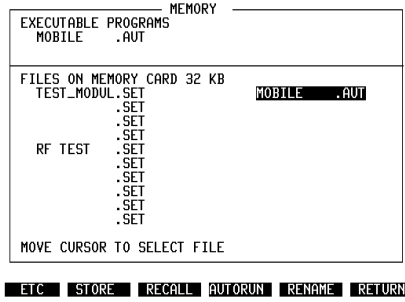 MEMORY
EXECUTABLE PROGRAMS
MOBILE .AUT
FILES ON MEMORY CARD 32 KB
TEST_MODUL.SET MOBILE .AUT
.SET
.SET
.SET
RF TEST .SET
.SET
.SET
.SET
.SET
.SET
MOVE CURSOR TO SELECT FILE
ETC STORE RECALL AUTORUN RENAME RETURN